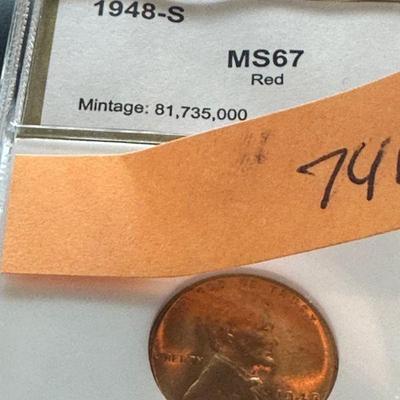 1948-S
MS67
Red
Mintage: 81,735,000
74
LIBERTY